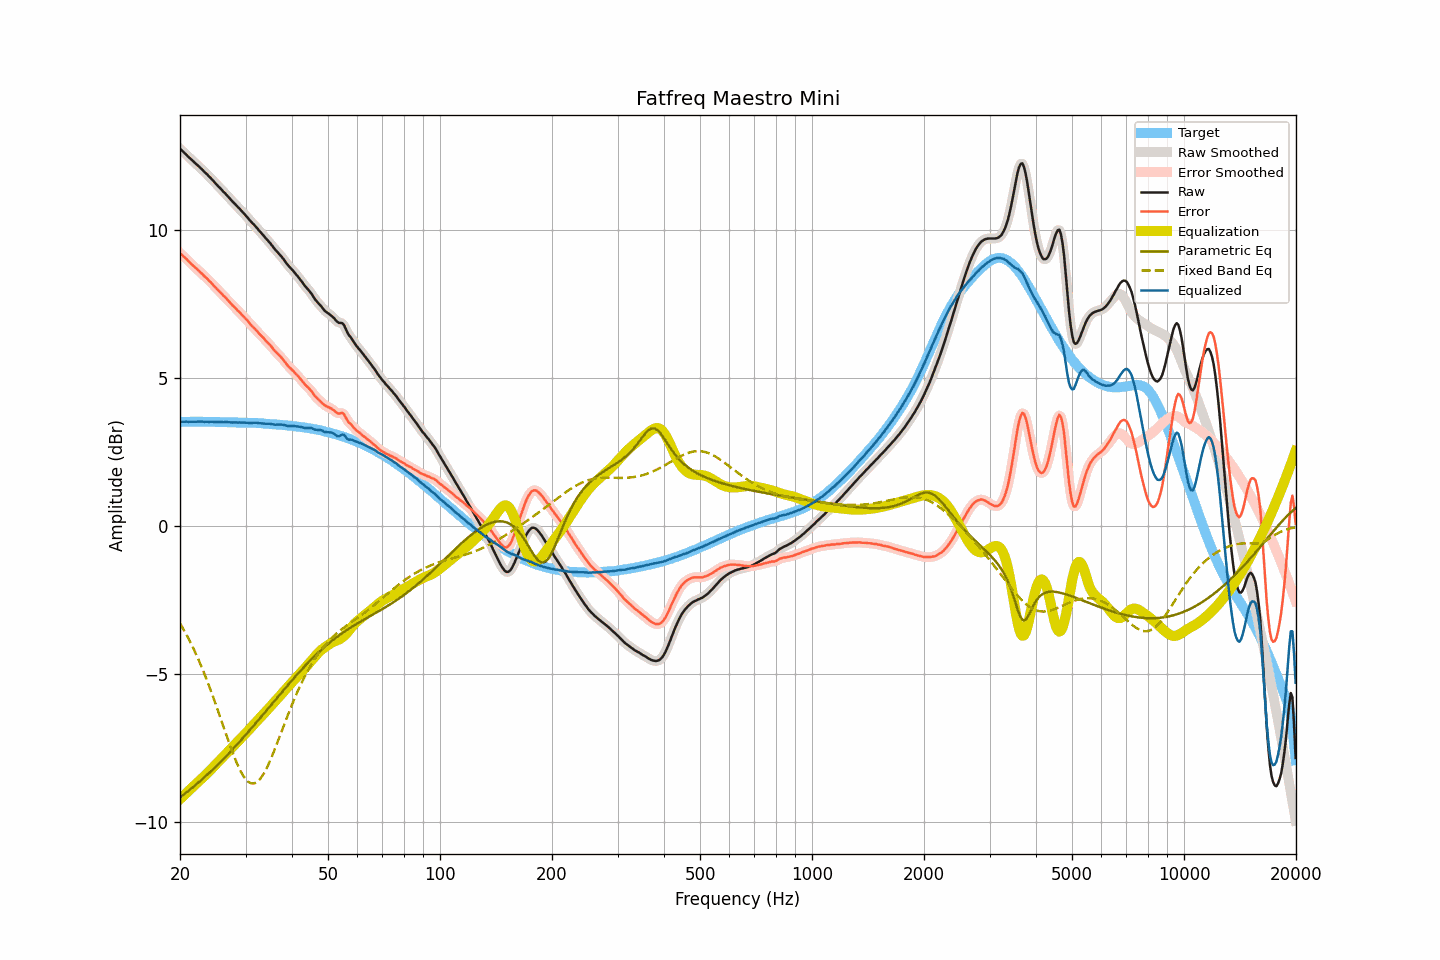 Fatfreq Maestro Mini
Target
Raw Smoothed
Error Smoothed
Raw
Error
Equalization
Parametric Eq
Fixed Band Eq
Equalized
Amplitude (dBr)
10
5
0
−5
−10
20 50 100 200 500 1000 2000 5000 10000 20000
Frequency (Hz)